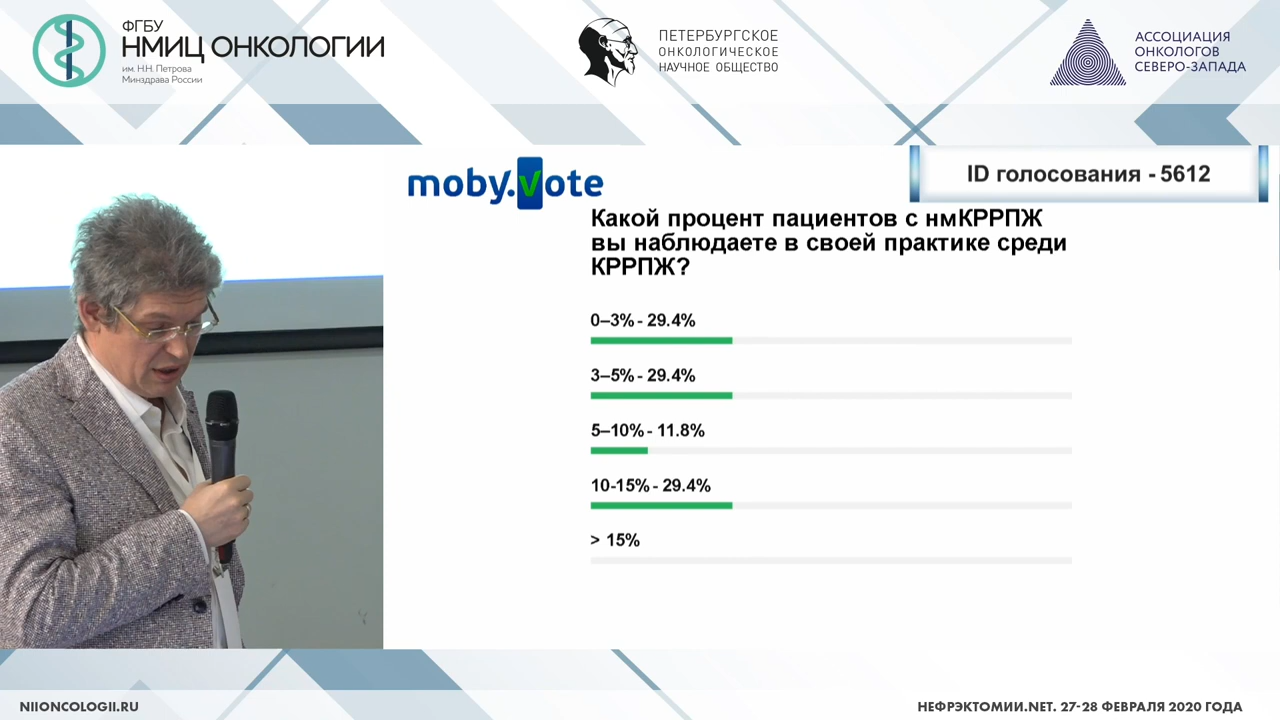 ФГБУ
НМИЦ ОНКОЛОГИИ
им. Н.Н. Петрова
Минздрава России
ПЕТЕРБУРГСКОЕ
ОНКОЛОГИЧЕСКОЕ
НАУЧНОЕ ОБЩЕСТВО
АССОЦИАЦИЯ
ОНКОЛОГОВ
СЕВЕРО-ЗАПАДА
moby.vote
ID голосования - 5612
Какой процент пациентов с нмКРРПЖ
вы наблюдаете в своей практике среди
КРРПЖ?
0–3% - 29.4%
3–5% - 29.4%
5–10% - 11.8%
10-15% - 29.4%
> 15%
NIIONCOLOGII.RU
НЕФРЭКТОМИИ.NET. 27-28 ФЕВРАЛЯ 2020 ГОДА